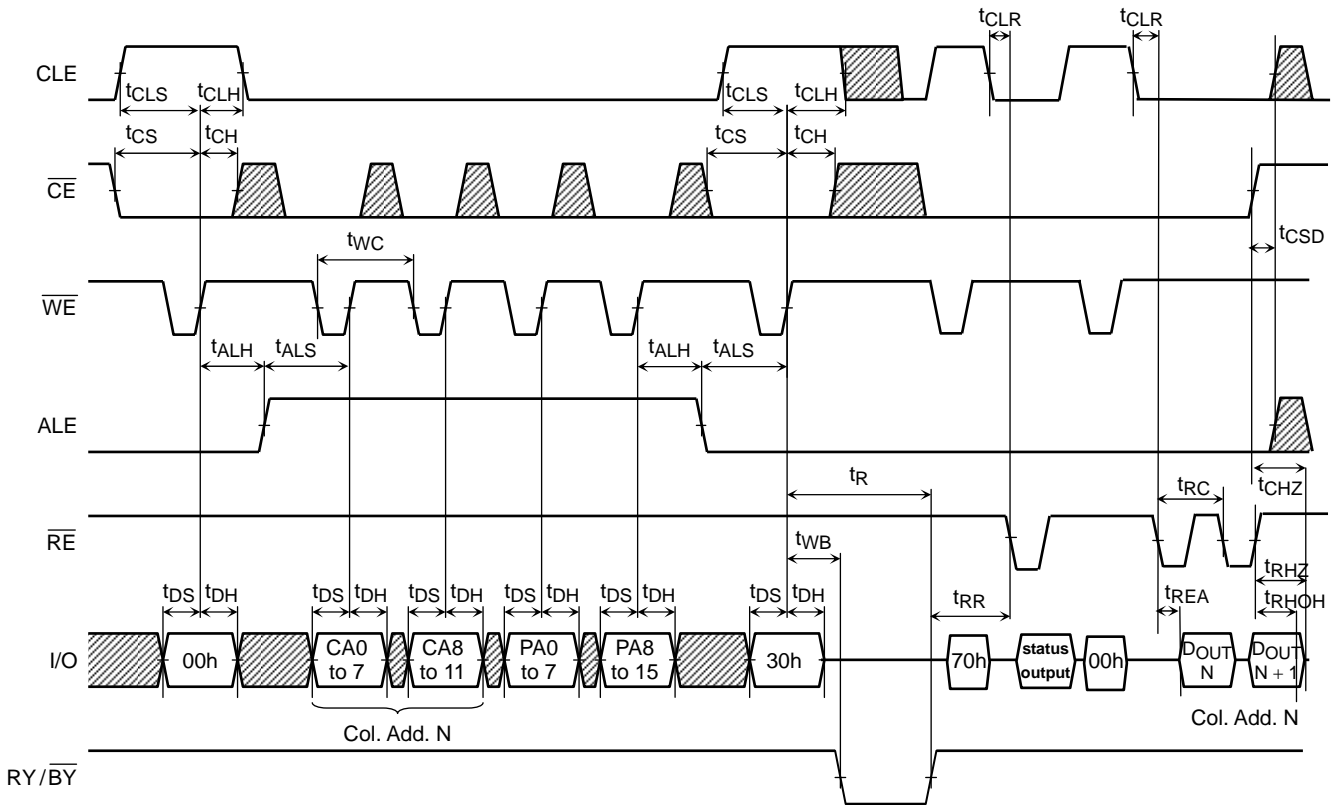 tCLR tCLR
CLE
tCLS tCLH tCLS tCLH
tCS tCH tCS tCH
CE
tWC tCSD
WE
tALH tALS tALH tALS
ALE
tR tRC tCHZ
RE
tWB
tDS tDH tDS tDH tDS tDH tDS tDH tDS tDH tDS tDH tRR tREA tRHZ
tRHOH
I/O 00h CA0 to 7 CA8 to 11 PA0 to 7 PA8 to 15 30h 70h status output 00h DOUT N DOUT N + 1
Col. Add. N Col. Add. N
RY/BY